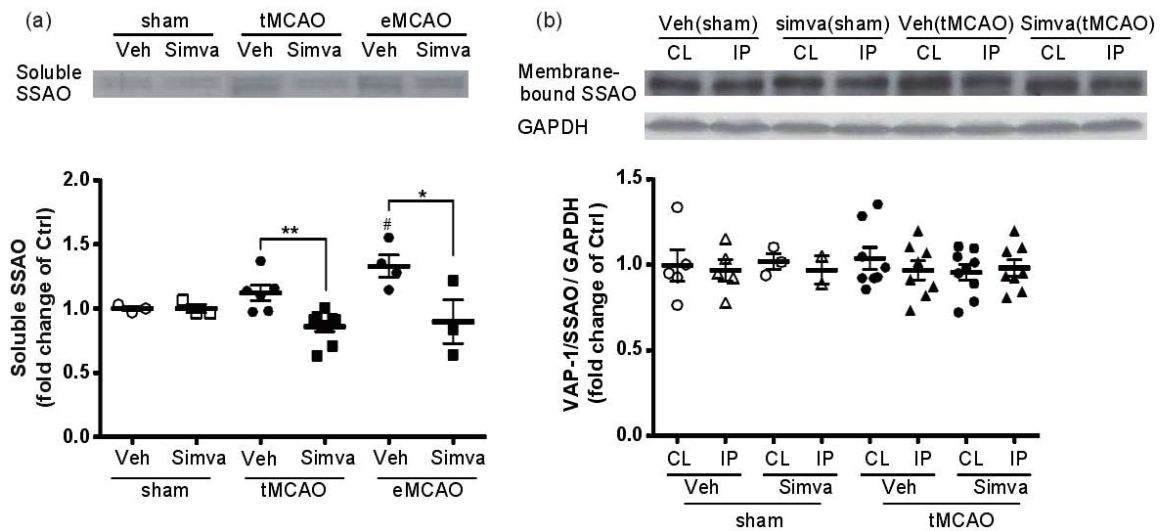 (a)
sham tMCAO eMCAO
Veh Simva Veh Simva Veh Simva
Soluble
SSAO
2.0
1.5
1.0
0.5
0.0
Soluble SSAO
(fold change of Ctrl)
**
#
*
Veh Simva Veh Simva Veh Simva
sham tMCAO eMCAO
(b)
Veh(sham) simva(sham) Veh(tMCAO) Simva(tMCAO)
CL IP CL IP CL IP CL IP
Membrane-
bound SSAO
GAPDH
1.5
1.0
0.5
0.0
VAP-1/SSAO/ GAPDH
(fold change of Ctrl)
CL IP CL IP CL IP CL IP
Veh Simva Veh Simva
sham tMCAO